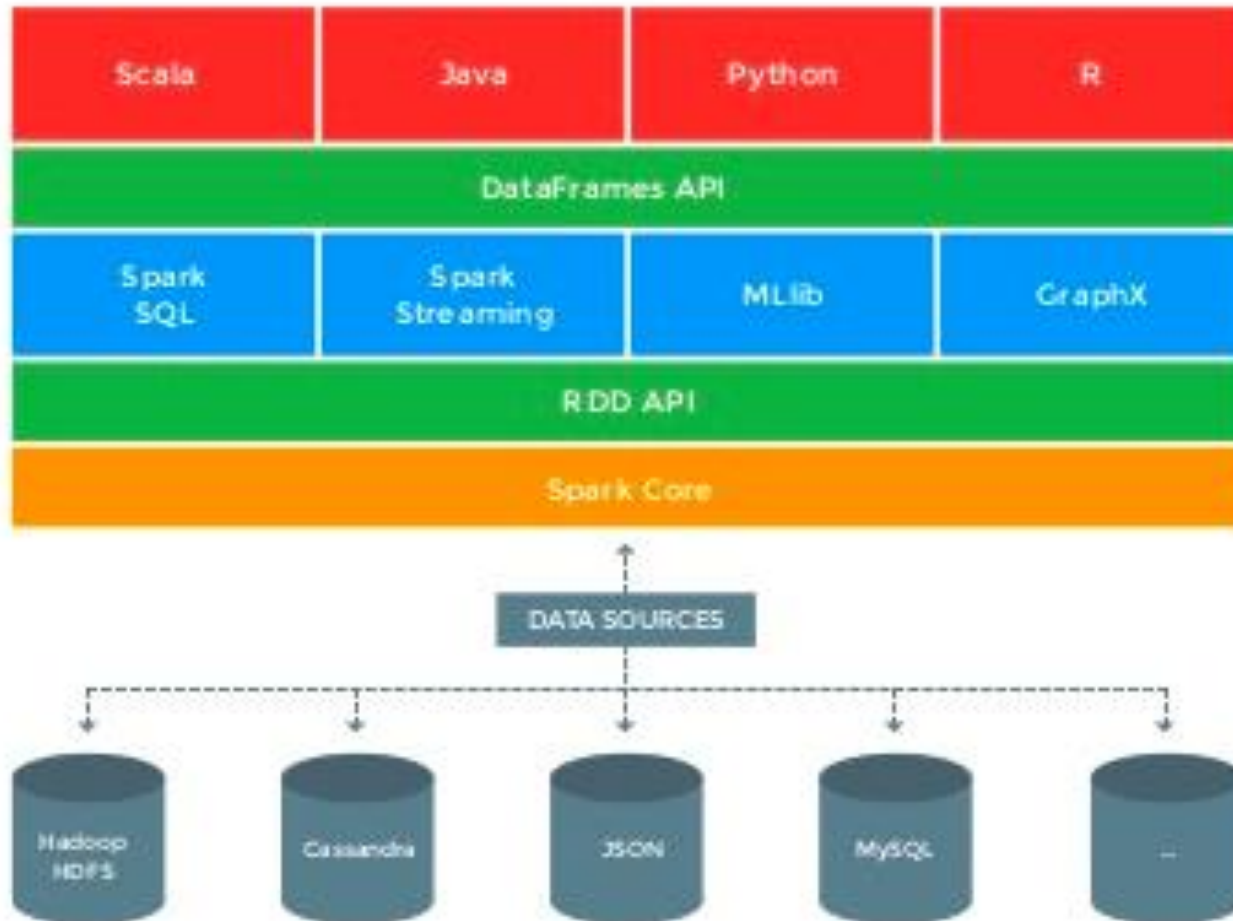 Scala
Java
Python
R
DataFrames API
Spark
SQL
Spark
Streaming
MLlib
GraphX
RDD API
Spark Core
DATA SOURCES
Hadoop
HDFS
Cassandra
JSON
MySQL
...